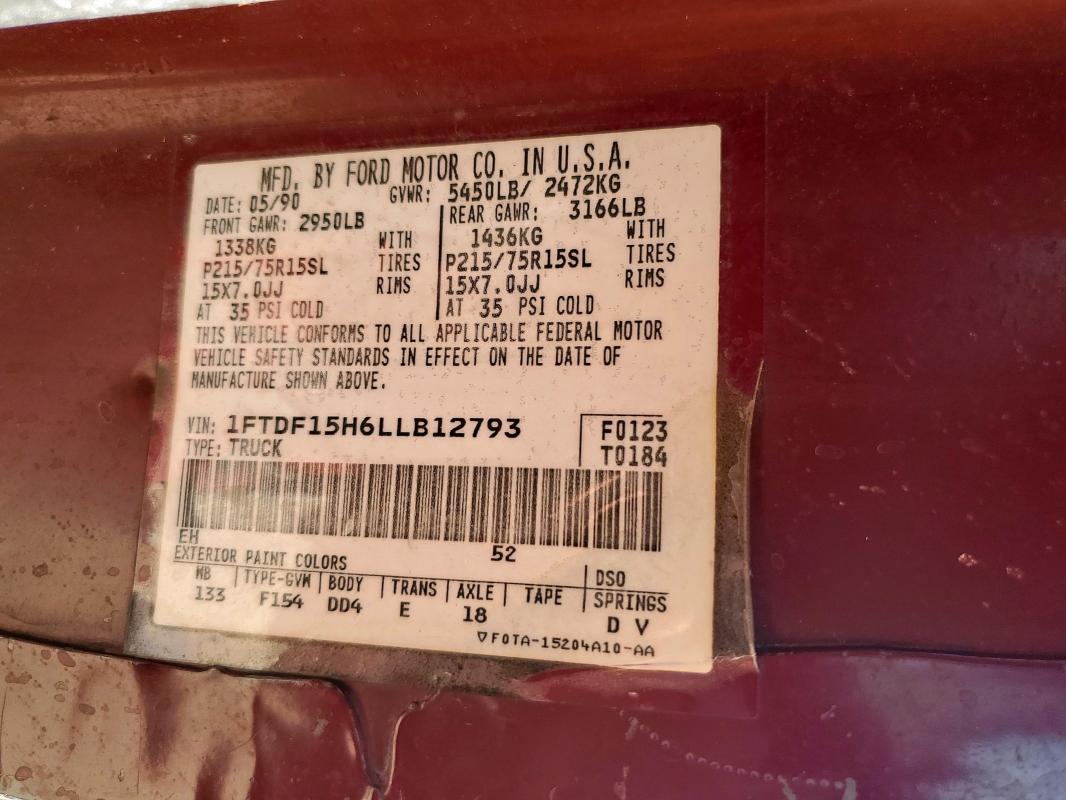 MFD. BY FORD MOTOR CO. IN U.S.A.
DATE: 05/90 GVWR: 5450LB/ 2472KG
FRONT GAWR: 2950LB REAR GAWR: 3166LB
1338KG WITH 1436KG WITH
P215/75R15SL TIRES P215/75R15SL TIRES
15X7.0JJ RIMS 15X7.0JJ RIMS
AT 35 PSI COLD AT 35 PSI COLD
THIS VEHICLE CONFORMS TO ALL APPLICABLE FEDERAL MOTOR
VEHICLE SAFETY STANDARDS IN EFFECT ON THE DATE OF
MANUFACTURE SHOWN ABOVE.
VIN: 1FTDF15H6LLB12793 F0123
TYPE: TRUCK T0184
EH 52
EXTERIOR PAINT COLORS DSO
WB TYPE-GVW BODY TRANS AXLE TAPE SPRINGS
133 F154 DD4 E 18 D V
▽F0TA-15204A10-AA